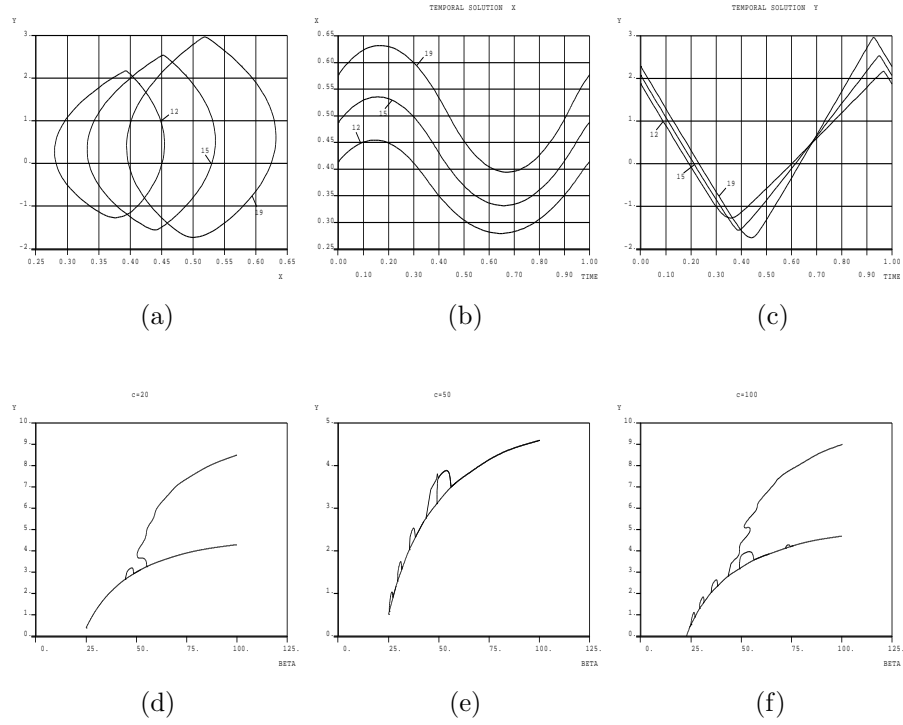 TEMPORAL SOLUTION X
TEMPORAL SOLUTION Y
Y
3.
2.
1.
0.
-1.
-2.
12
15
19
0.25 0.30 0.35 0.40 0.45 0.50 0.55 0.60 0.65
X
(a)
X
0.65
0.60
0.55
0.50
0.45
0.40
0.35
0.30
0.25
19
15
12
0.00 0.20 0.40 0.60 0.80 1.00
0.10 0.30 0.50 0.70 0.90 TIME
(b)
Y
3.
2.
1.
0.
-1.
-2.
12
15
19
0.00 0.20 0.40 0.60 0.80 1.00
0.10 0.30 0.50 0.70 0.90 TIME
(c)
c=20
Y
10.
9.
8.
7.
6.
5.
4.
3.
2.
1.
0.
0. 25. 50. 75. 100. 125.
BETA
(d)
c=50
Y
5.
4.
3.
2.
1.
0.
0. 25. 50. 75. 100. 125.
BETA
(e)
c=100
Y
10.
9.
8.
7.
6.
5.
4.
3.
2.
1.
0.
0. 25. 50. 75. 100. 125.
BETA
(f)